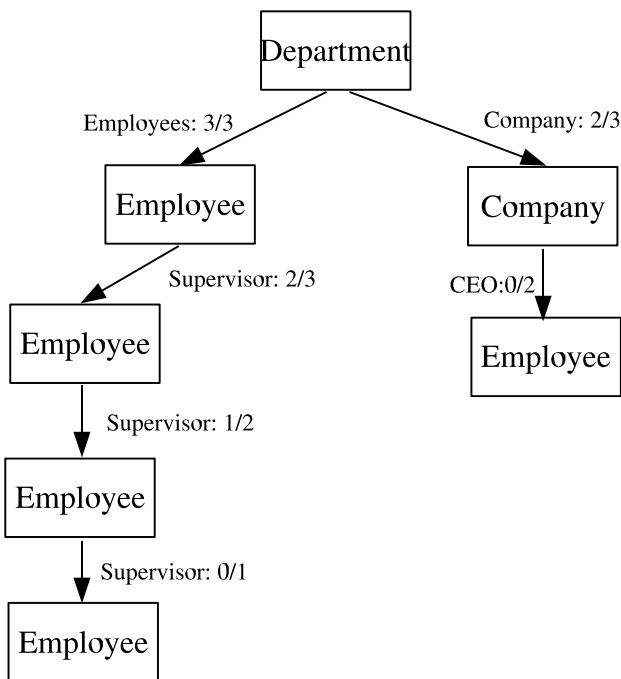 Department
Employees: 3/3
Company: 2/3
Employee
Company
Supervisor: 2/3
CEO:0/2
Employee
Employee
Supervisor: 1/2
Employee
Supervisor: 0/1
Employee